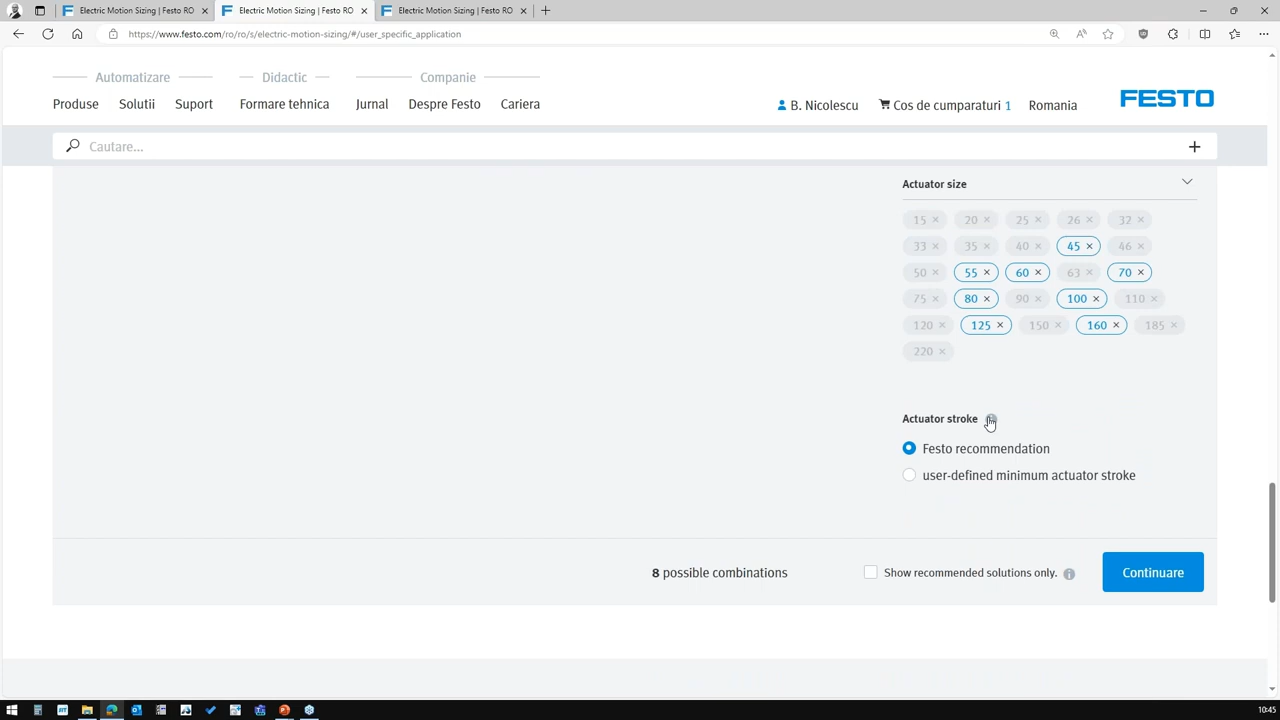 Electric Motion Sizing | Festo RO
Electric Motion Sizing | Festo RO
Electric Motion Sizing | Festo RO
https://www.festo.com/ro/ro/s/electric-motion-sizing/#/user_specific_application
Automatizare
Didactic
Companie
Produse
Solutii
Suport
Formare tehnica
Jurnal
Despre Festo
Cariera
B. Nicolescu
Cos de cumparaturi 1
Romania
FESTO
Cautare...
Actuator size
15 × 20 × 25 × 26 × 32 ×
33 × 35 × 40 × 45 × 46 ×
50 × 55 × 60 × 63 × 70 ×
75 × 80 × 90 × 100 × 110 ×
120 × 125 × 150 × 160 × 185 ×
220 ×
Actuator stroke
Festo recommendation
user-defined minimum actuator stroke
8 possible combinations
Show recommended solutions only.
Continuare
10:45